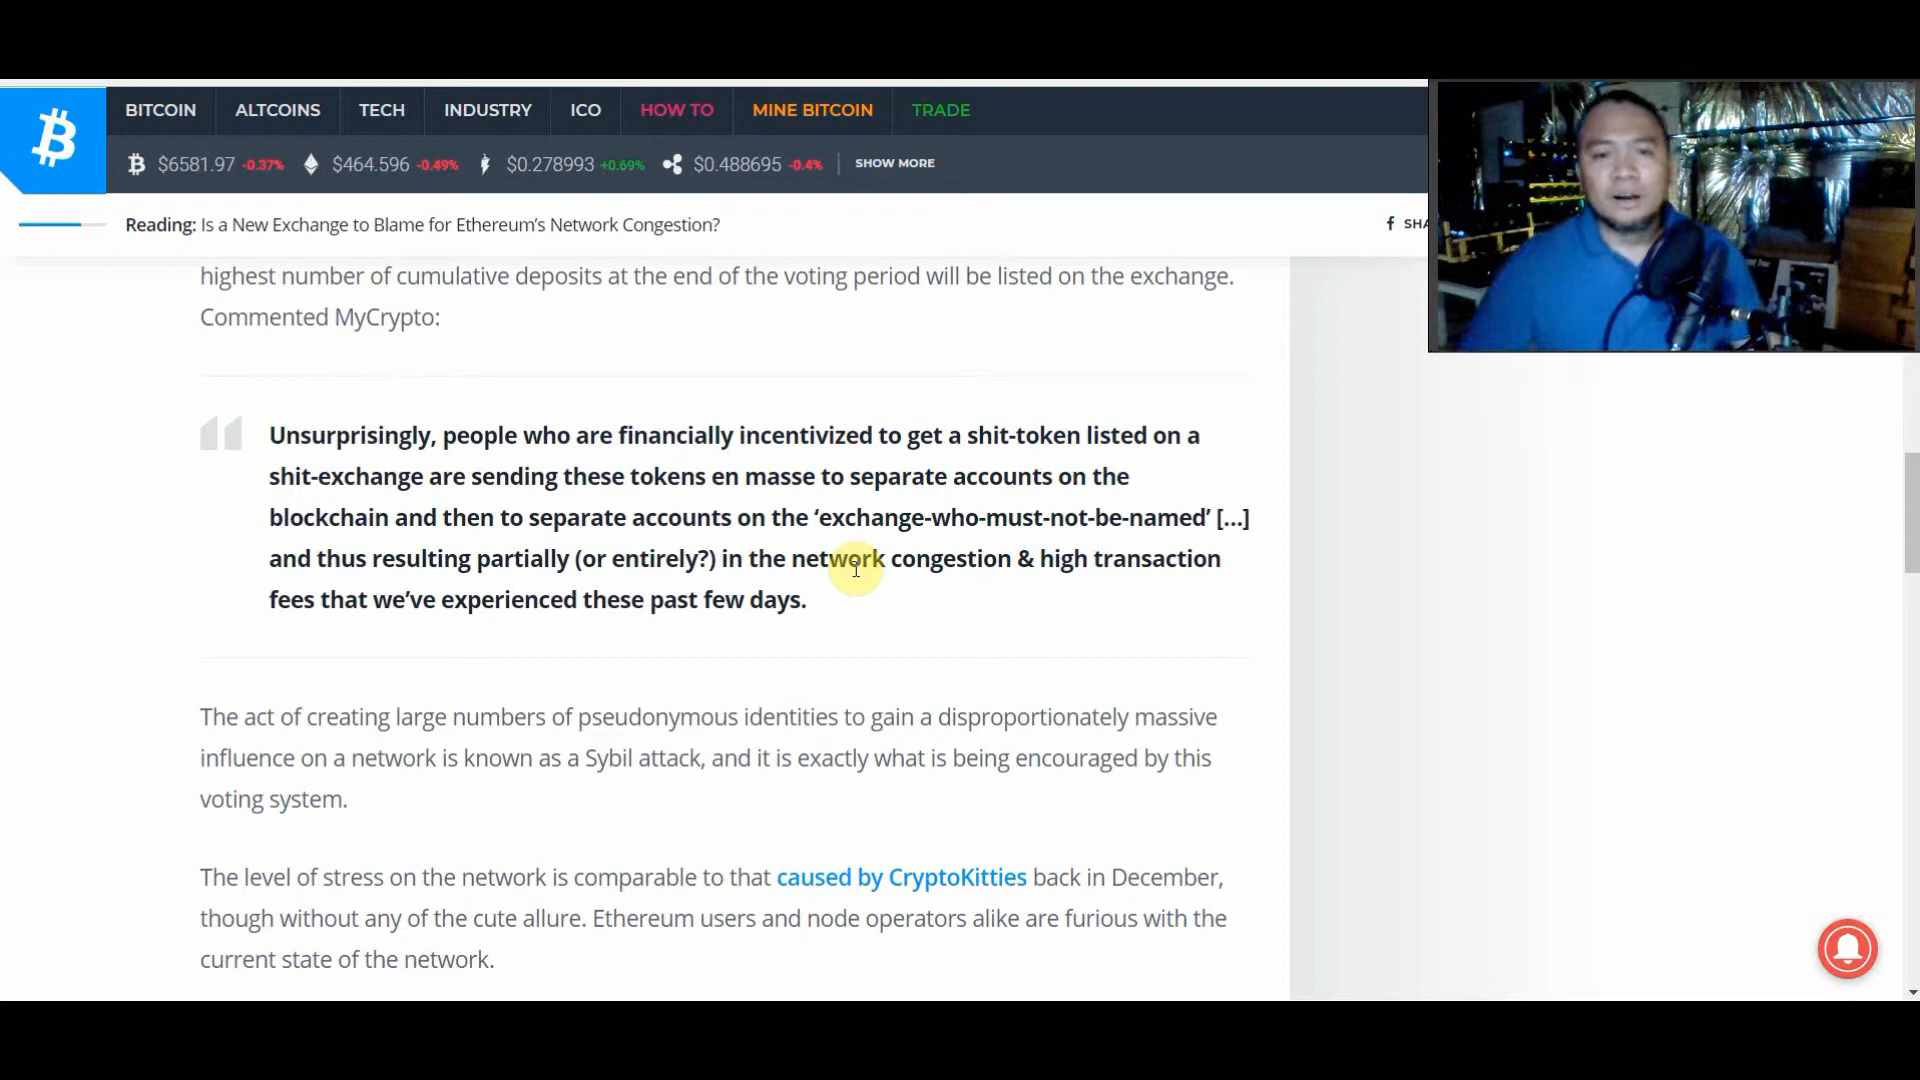 BITCOIN ALTCOINS TECH INDUSTRY ICO HOW TO MINE BITCOIN TRADE
$6581.97 -0.37% $464.596 -0.49% $0.278993 +0.69% $0.488695 -0.4% SHOW MORE
Reading: Is a New Exchange to Blame for Ethereum’s Network Congestion?
SHA
highest number of cumulative deposits at the end of the voting period will be listed on the exchange.
Commented MyCrypto:
Unsurprisingly, people who are financially incentivized to get a shit-token listed on a
shit-exchange are sending these tokens en masse to separate accounts on the
blockchain and then to separate accounts on the ‘exchange-who-must-not-be-named’ […]
and thus resulting partially (or entirely?) in the network congestion & high transaction
fees that we’ve experienced these past few days.
The act of creating large numbers of pseudonymous identities to gain a disproportionately massive
influence on a network is known as a Sybil attack, and it is exactly what is being encouraged by this
voting system.
The level of stress on the network is comparable to that caused by CryptoKitties back in December,
though without any of the cute allure. Ethereum users and node operators alike are furious with the
current state of the network.